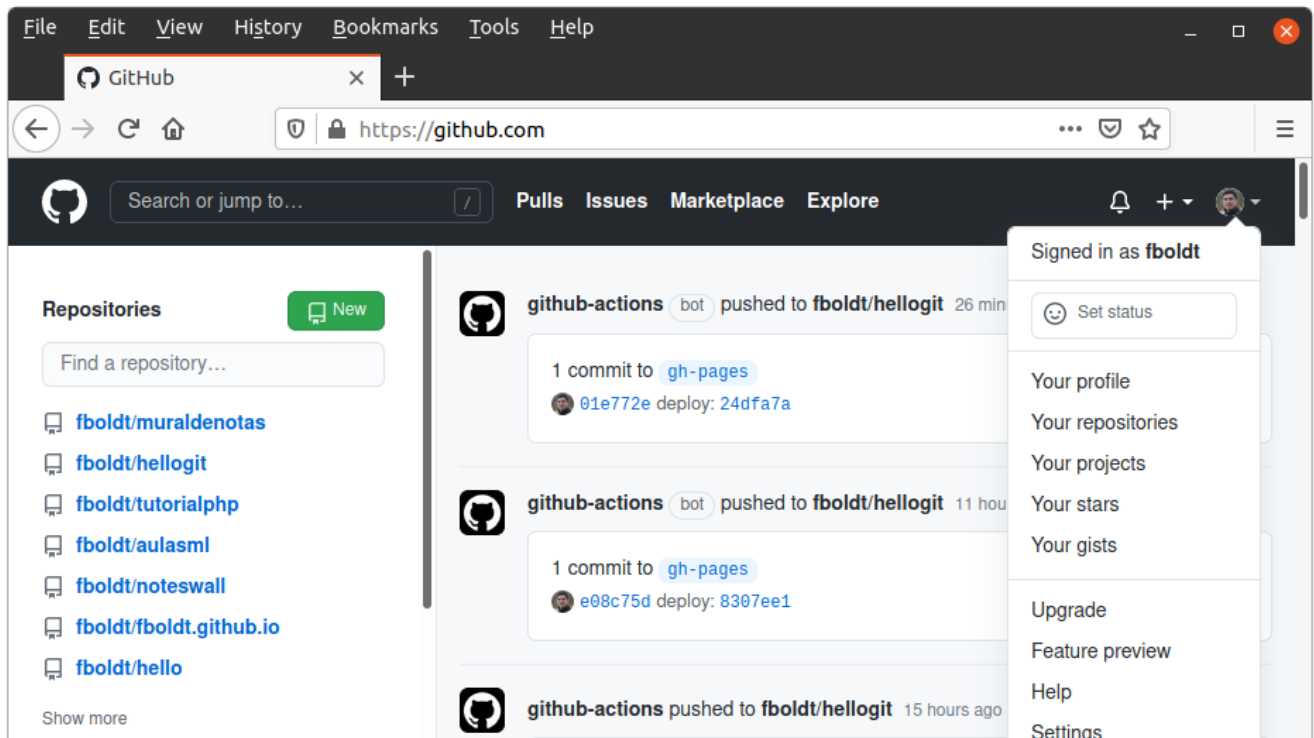 File Edit View History Bookmarks Tools Help
GitHub
https://github.com
Search or jump to… /
Pulls Issues Marketplace Explore
Signed in as fboldt
Set status
Your profile
Your repositories
Your projects
Your stars
Your gists
Upgrade
Feature preview
Help
Settings
Repositories
New
Find a repository…
fboldt/muraldenotas
fboldt/hellogit
fboldt/tutorialphp
fboldt/aulasml
fboldt/noteswall
fboldt/fboldt.github.io
fboldt/hello
Show more
github-actions bot pushed to fboldt/hellogit 26 min
1 commit to gh-pages
01e772e deploy: 24dfa7a
github-actions bot pushed to fboldt/hellogit 11 hou
1 commit to gh-pages
e08c75d deploy: 8307ee1
github-actions pushed to fboldt/hellogit 15 hours ago